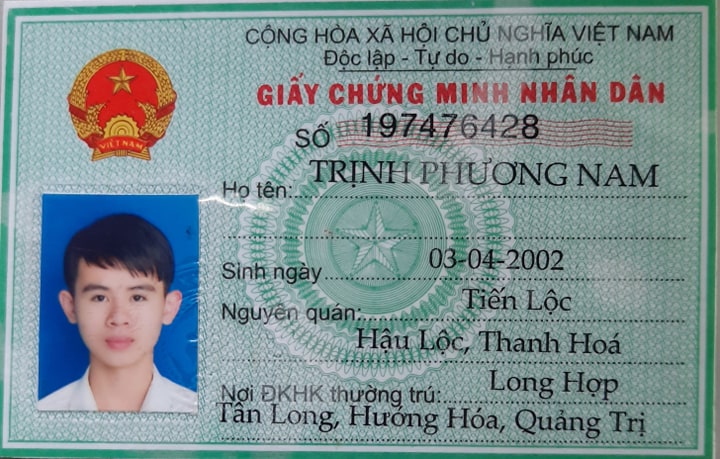 CỘNG HÒA XÃ HỘI CHỦ NGHĨA VIỆT NAM
Độc lập - Tự do - Hạnh phúc
GIẤY CHỨNG MINH NHÂN DÂN
SỐ 197476428
Họ tên: TRỊNH PHƯƠNG NAM
Sinh ngày 03-04-2002
Nguyên quán: Tiến Lộc
Hậu Lộc, Thanh Hoá
Nơi ĐKHK thường trú: Long Hợp
Tân Long, Hướng Hóa, Quảng Trị
VIỆT NAM